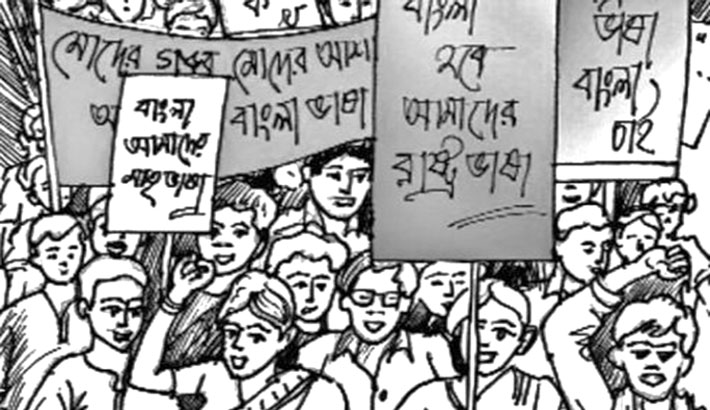 ক খ
মোদের গরব মোদের আশা
আ বাংলা ভাষা
বাংলা
আমাদের
মাতৃভাষা
বাংলা
হবে
আমাদের
রাষ্ট্র ভাষা
ভাষা
বাংলা
চাই